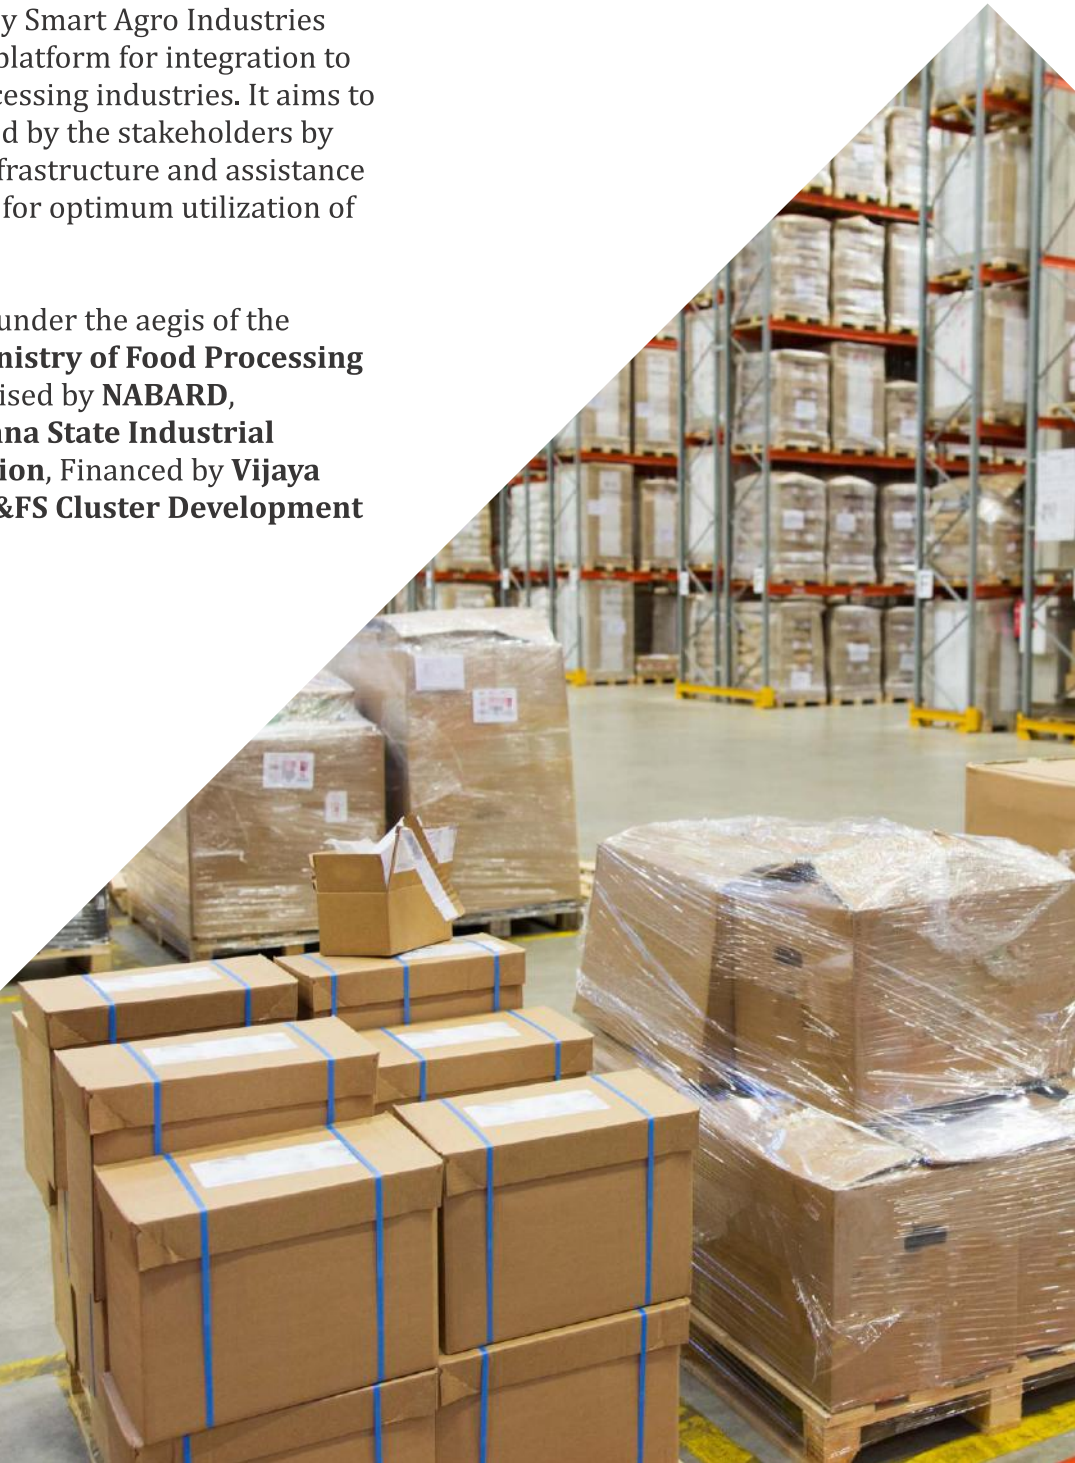 y Smart Agro Industries
platform for integration to
cessing industries. It aims to
d by the stakeholders by
frastructure and assistance
for optimum utilization of
under the aegis of the
nistry of Food Processing
ised by NABARD,
na State Industrial
ion, Financed by Vijaya
&FS Cluster Development